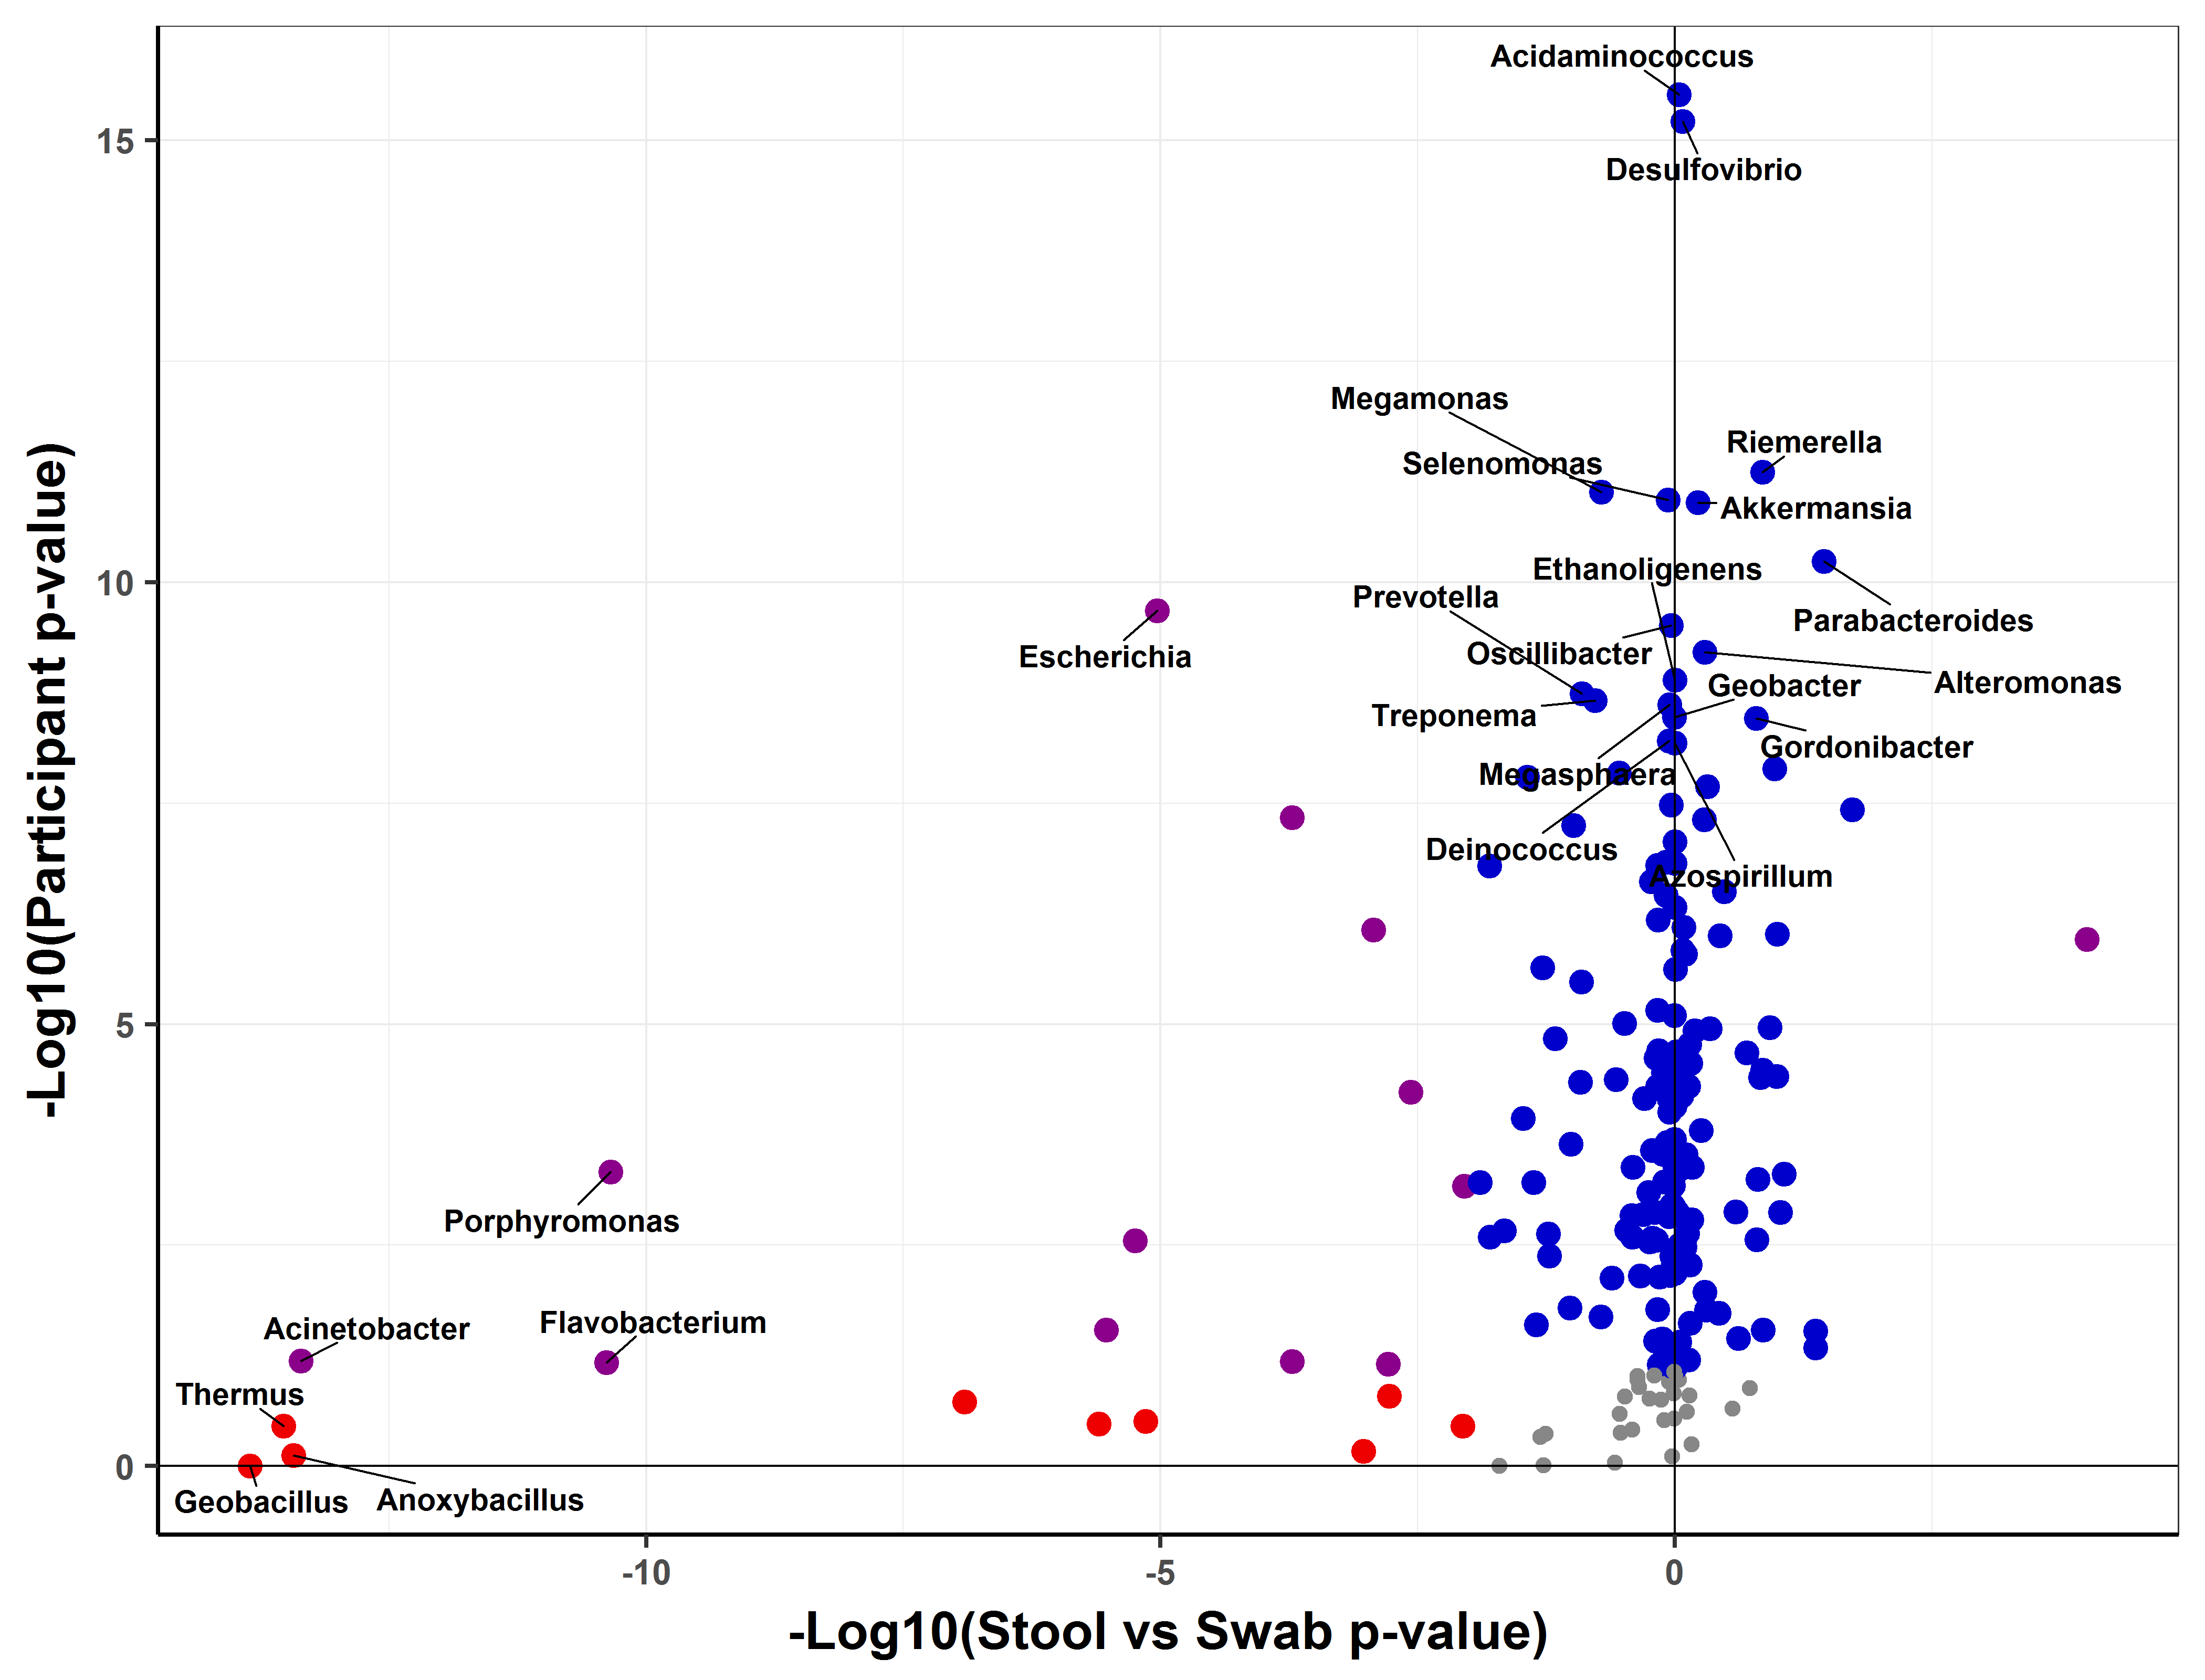 Acidaminococcus
15
Desulfovibrio
Megamonas
Riemerella
Selenomonas
Akkermansia
Ethanoligenens
10
Prevotella
Parabacteroides
Escherichia
Oscillibacter
Alteromonas
Geobacter
Treponema
Gordonibacter
Megasphaera
Deinococcus
Azospirillum
-Log10(Participant p-value)
5
Porphyromonas
Acinetobacter
Flavobacterium
Thermus
0
Geobacillus
Anoxybacillus
-10
-5
0
-Log10(Stool vs Swab p-value)